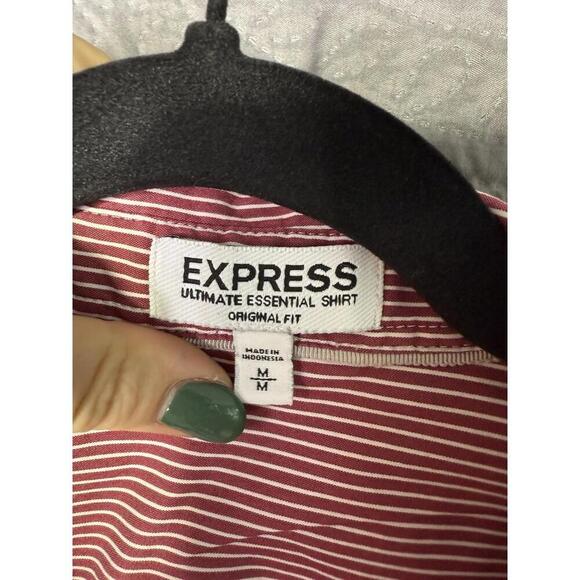 EXPRESS
ULTIMATE ESSENTIAL SHIRT
ORIGINAL FIT
MADE IN
INDONESIA
M
M